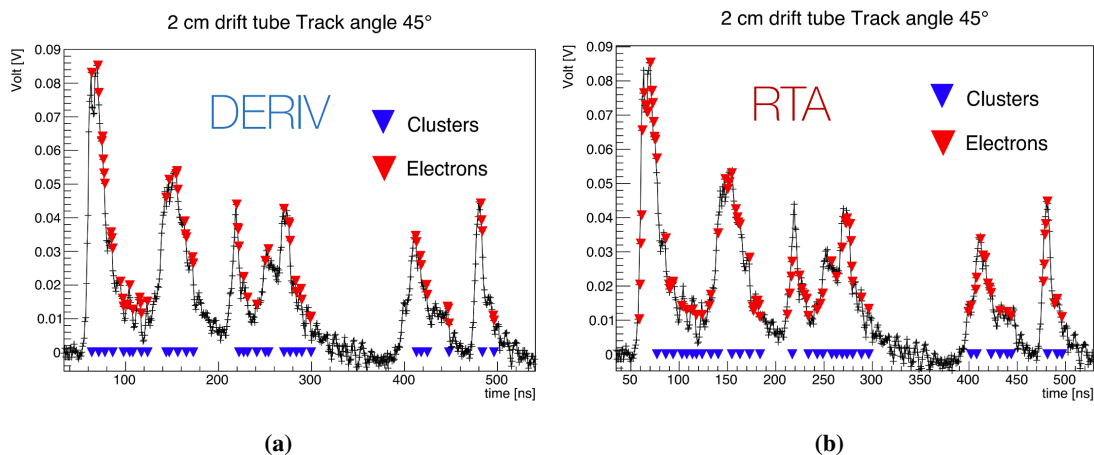 2 cm drift tube Track angle 45°
Volt [V]
0.09
0.08
0.07
0.06
0.05
0.04
0.03
0.02
0.01
0
DERIV
Clusters
Electrons
100 200 300 400 500
time [ns]
(a)
2 cm drift tube Track angle 45°
Volt [V]
0.09
0.08
0.07
0.06
0.05
0.04
0.03
0.02
0.01
0
RTA
Clusters
Electrons
50 100 150 200 250 300 350 400 450 500
time [ns]
(b)